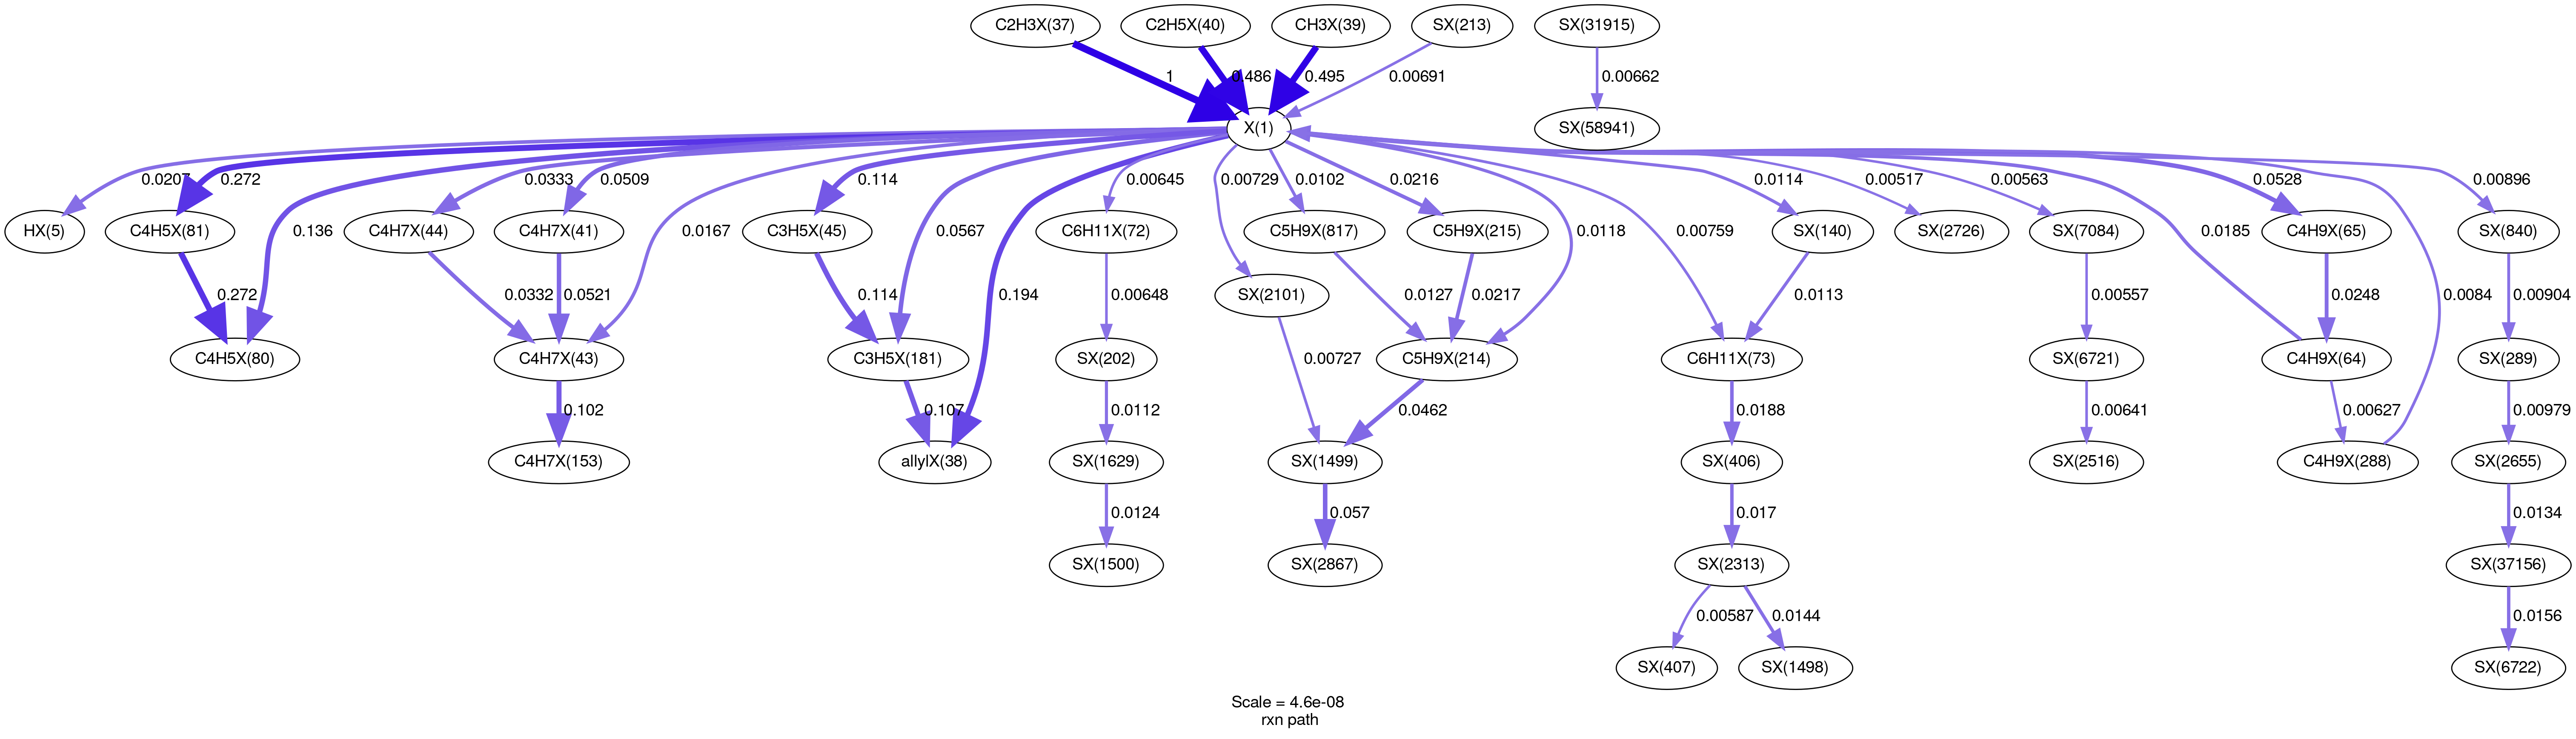 C2H3X(37) C2H5X(40) CH3X(39) SX(213) SX(31915)
1 0.486 0.495 0.00691 0.00662
X(1) SX(58941)
0.0207 0.272 0.136 0.0333 0.0509 0.0167 0.114 0.0567 0.194 0.00645 0.00729 0.0102 0.0216 0.0118 0.00759 0.0114 0.00517 0.00563 0.0185 0.0528 0.00896
HX(5) C4H5X(81) C4H7X(44) C4H7X(41) C3H5X(45) C6H11X(72) C5H9X(817) C5H9X(215) SX(140) SX(2726) SX(7084) C4H9X(65) SX(840)
0.272 0.0332 0.0521 0.114 0.00648 SX(2101) 0.0127 0.0217 0.0113 0.00557 0.0248 0.0084 0.00904
C4H5X(80) C4H7X(43) C3H5X(181) SX(202) 0.00727 C5H9X(214) C6H11X(73) SX(6721) C4H9X(64) SX(289)
0.102 0.107 0.0112 0.0462 0.0188 0.00641 0.00627 0.00979
C4H7X(153) allylX(38) SX(1629) SX(1499) SX(406) SX(2516) C4H9X(288) SX(2655)
0.0124 0.057 0.017 0.0134
SX(1500) SX(2867) SX(2313) SX(37156)
0.00587 0.0144 0.0156
SX(407) SX(1498) SX(6722)
Scale = 4.6e-08
rxn path